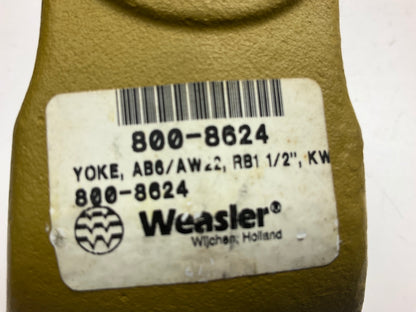 800-8624
YOKE, AB6/AW22, RB1 1/2", KW
800-8624
Weasler®
Wijchen, Holland